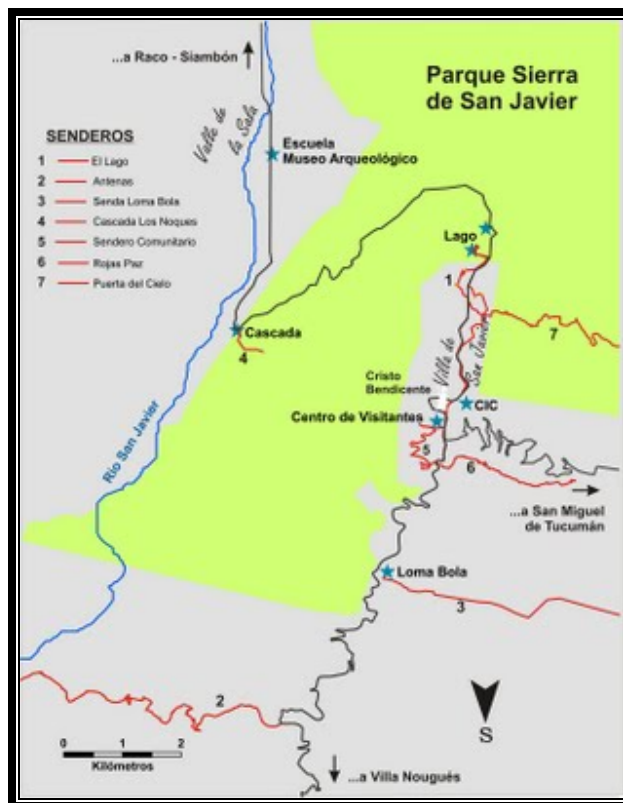 ...a Raco - Siambón
Parque Sierra
de San Javier
Valle de
la Sala
SENDEROS
1 El Lago
2 Antenas
3 Senda Loma Bola
4 Cascada Los Noques
5 Sendero Comunitario
6 Rojas Paz
7 Puerta del Cielo
Escuela
Museo Arqueológico
Lago
1
7
Cascada
4
Villa de
San Javier
Cristo
Bendicente
CIC
Centro de Visitantes
5
6
Río San Javier
...a San Miguel
de Tucumán
Loma Bola
3
2
S
0 1 2
Kilómetros
...a Villa Nougués